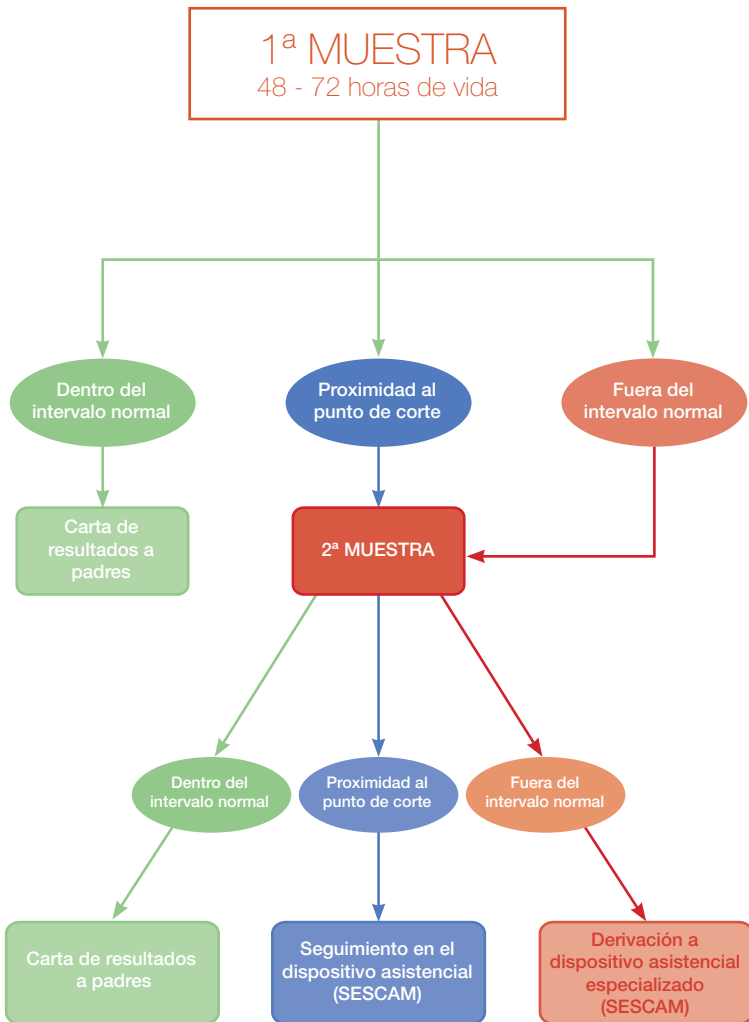 1ª MUESTRA
48 - 72 horas de vida
Dentro del
intervalo normal
Proximidad al
punto de corte
Fuera del
intervalo normal
Carta de
resultados a
padres
2ª MUESTRA
Dentro del
intervalo normal
Proximidad al
punto de corte
Fuera del
intervalo normal
Carta de resultados
a padres
Seguimiento en el
dispositivo asistencial
(SESCAM)
Derivación a
dispositivo asistencial
especializado
(SESCAM)